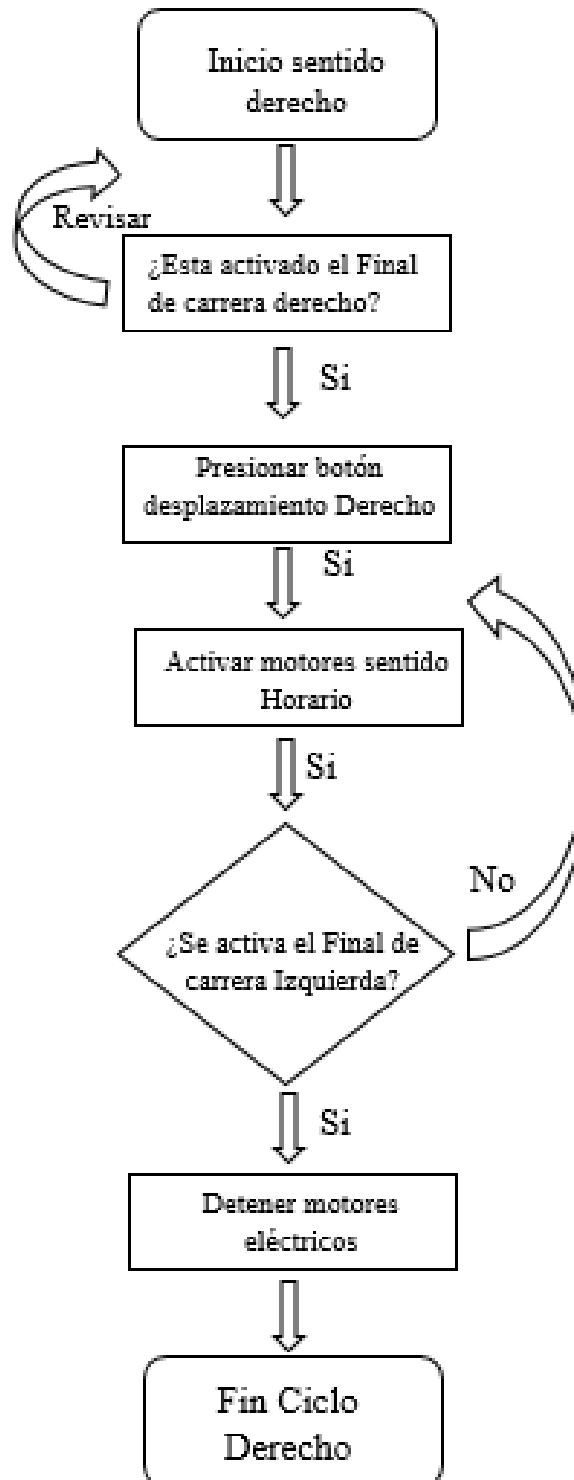 Inicio sentido
derecho
Revisar
¿Esta activado el Final
de carrera derecho?
Si
Presionar botón
desplazamiento Derecho
Si
Activar motores sentido
Horario
Si
No
¿Se activa el Final de
carrera Izquierda?
Si
Detener motores
eléctricos
Fin Ciclo
Derecho